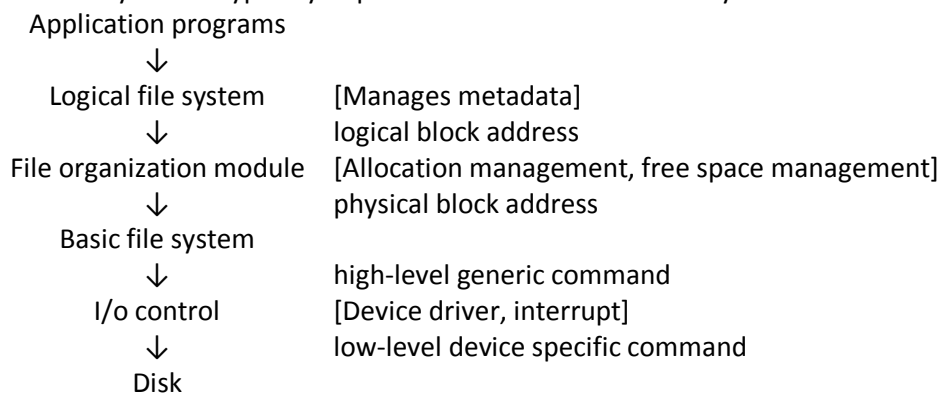 Application programs
↓
Logical file system [Manages metadata]
↓ logical block address
File organization module [Allocation management, free space management]
↓ physical block address
Basic file system
↓ high-level generic command
I/o control [Device driver, interrupt]
↓ low-level device specific command
Disk